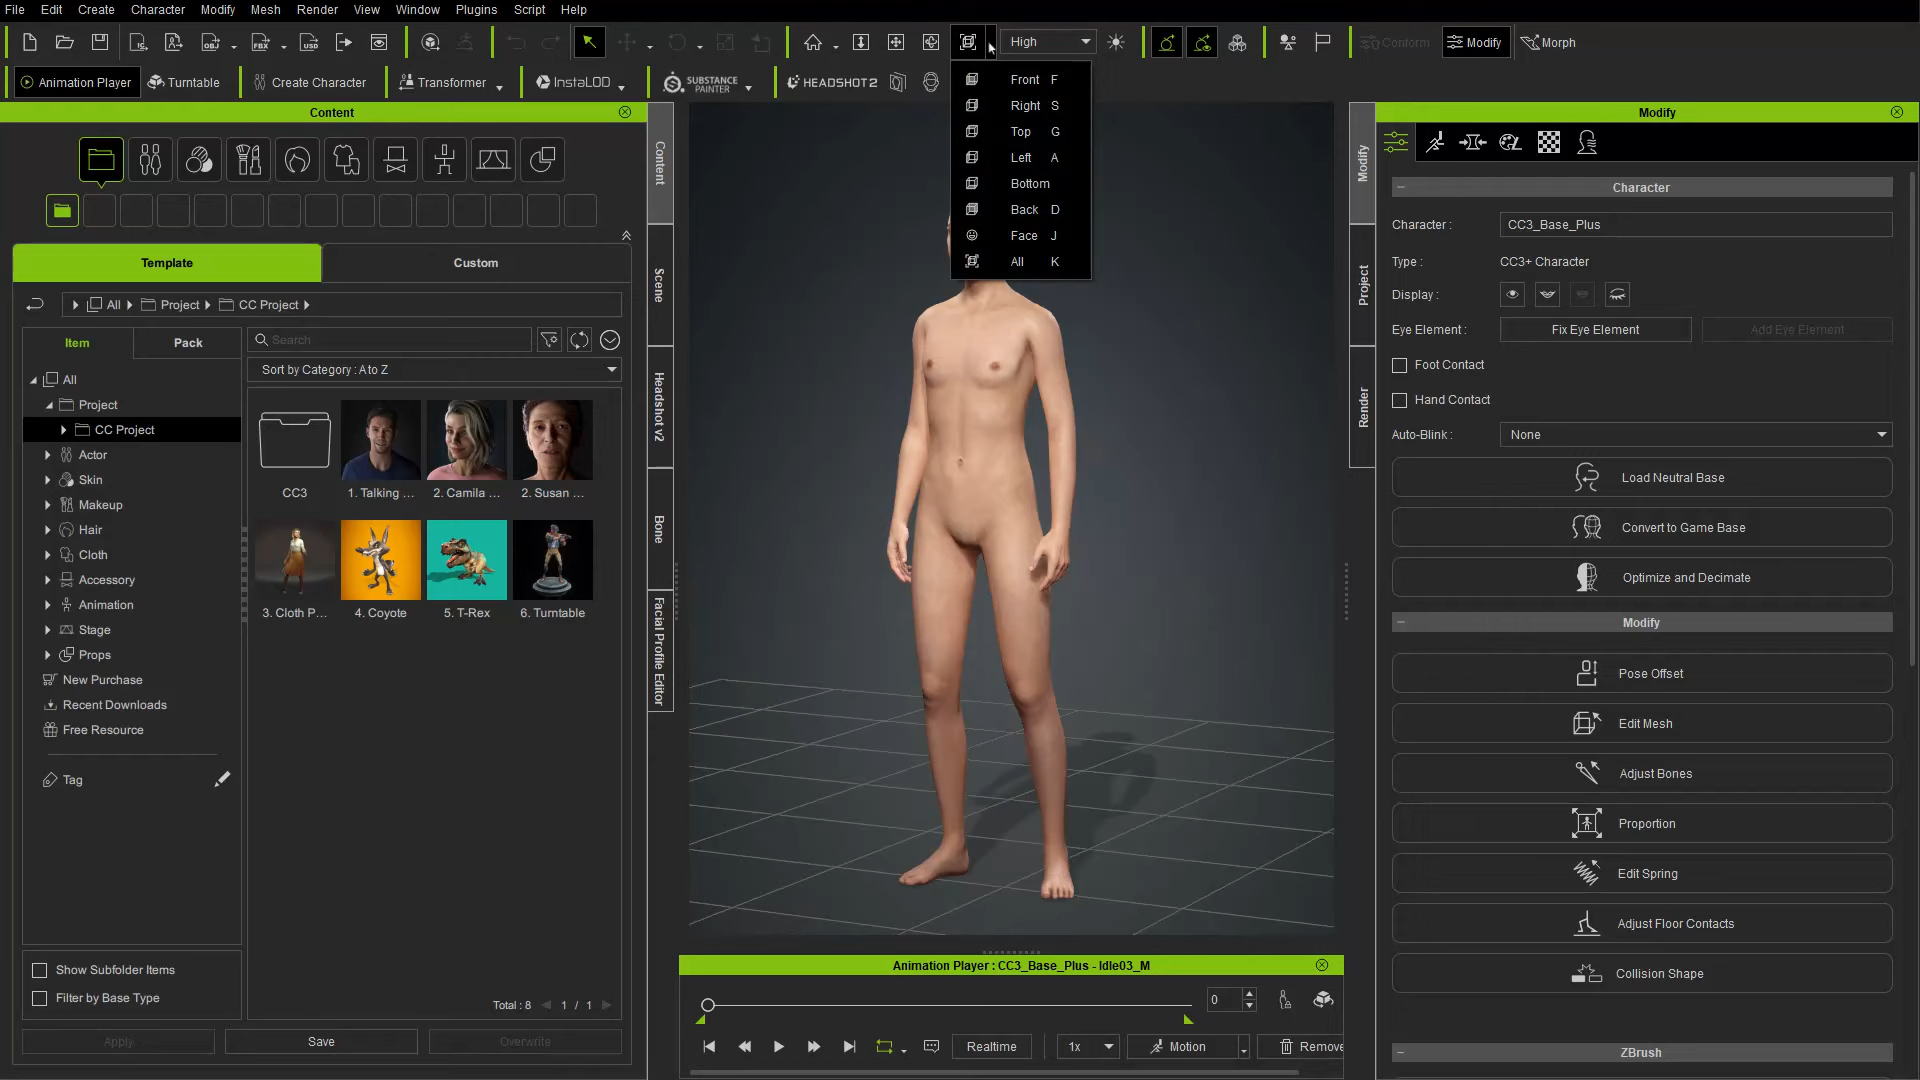 File Edit Create Character Modify Mesh Render View Window Plugins Script Help
High
Conform
Modify
Morph
Animation Player
Turntable
Create Character
Transformer
InstaLOD
SUBSTANCE PAINTER
HEADSHOT 2
Front F
Right S
Top G
Left A
Bottom
Back D
Face J
All K
Content
Template
Custom
All
Project
CC Project
Item
Pack
Search
Sort by Category : A to Z
All
Project
CC Project
Actor
Skin
Makeup
Hair
Cloth
Accessory
Animation
Stage
Props
New Purchase
Recent Downloads
Free Resource
Tag
CC3
1. Talking ...
2. Camila ...
2. Susan ...
3. Cloth P...
4. Coyote
5. T-Rex
6. Turntable
Show Subfolder Items
Filter by Base Type
Total : 8
1 / 1
Apply
Save
Overwrite
Content
Scene
Headshot v2
Bone
Facial Profile Editor
Animation Player : CC3_Base_Plus - Idle03_M
0
Realtime
1x
Motion
Remove
Modify
Project
Render
Modify
Character
Character :
CC3_Base_Plus
Type :
CC3+ Character
Display :
Eye Element :
Fix Eye Element
Add Eye Element
Foot Contact
Hand Contact
Auto-Blink :
None
Load Neutral Base
Convert to Game Base
Optimize and Decimate
Modify
Pose Offset
Edit Mesh
Adjust Bones
Proportion
Edit Spring
Adjust Floor Contacts
Collision Shape
ZBrush